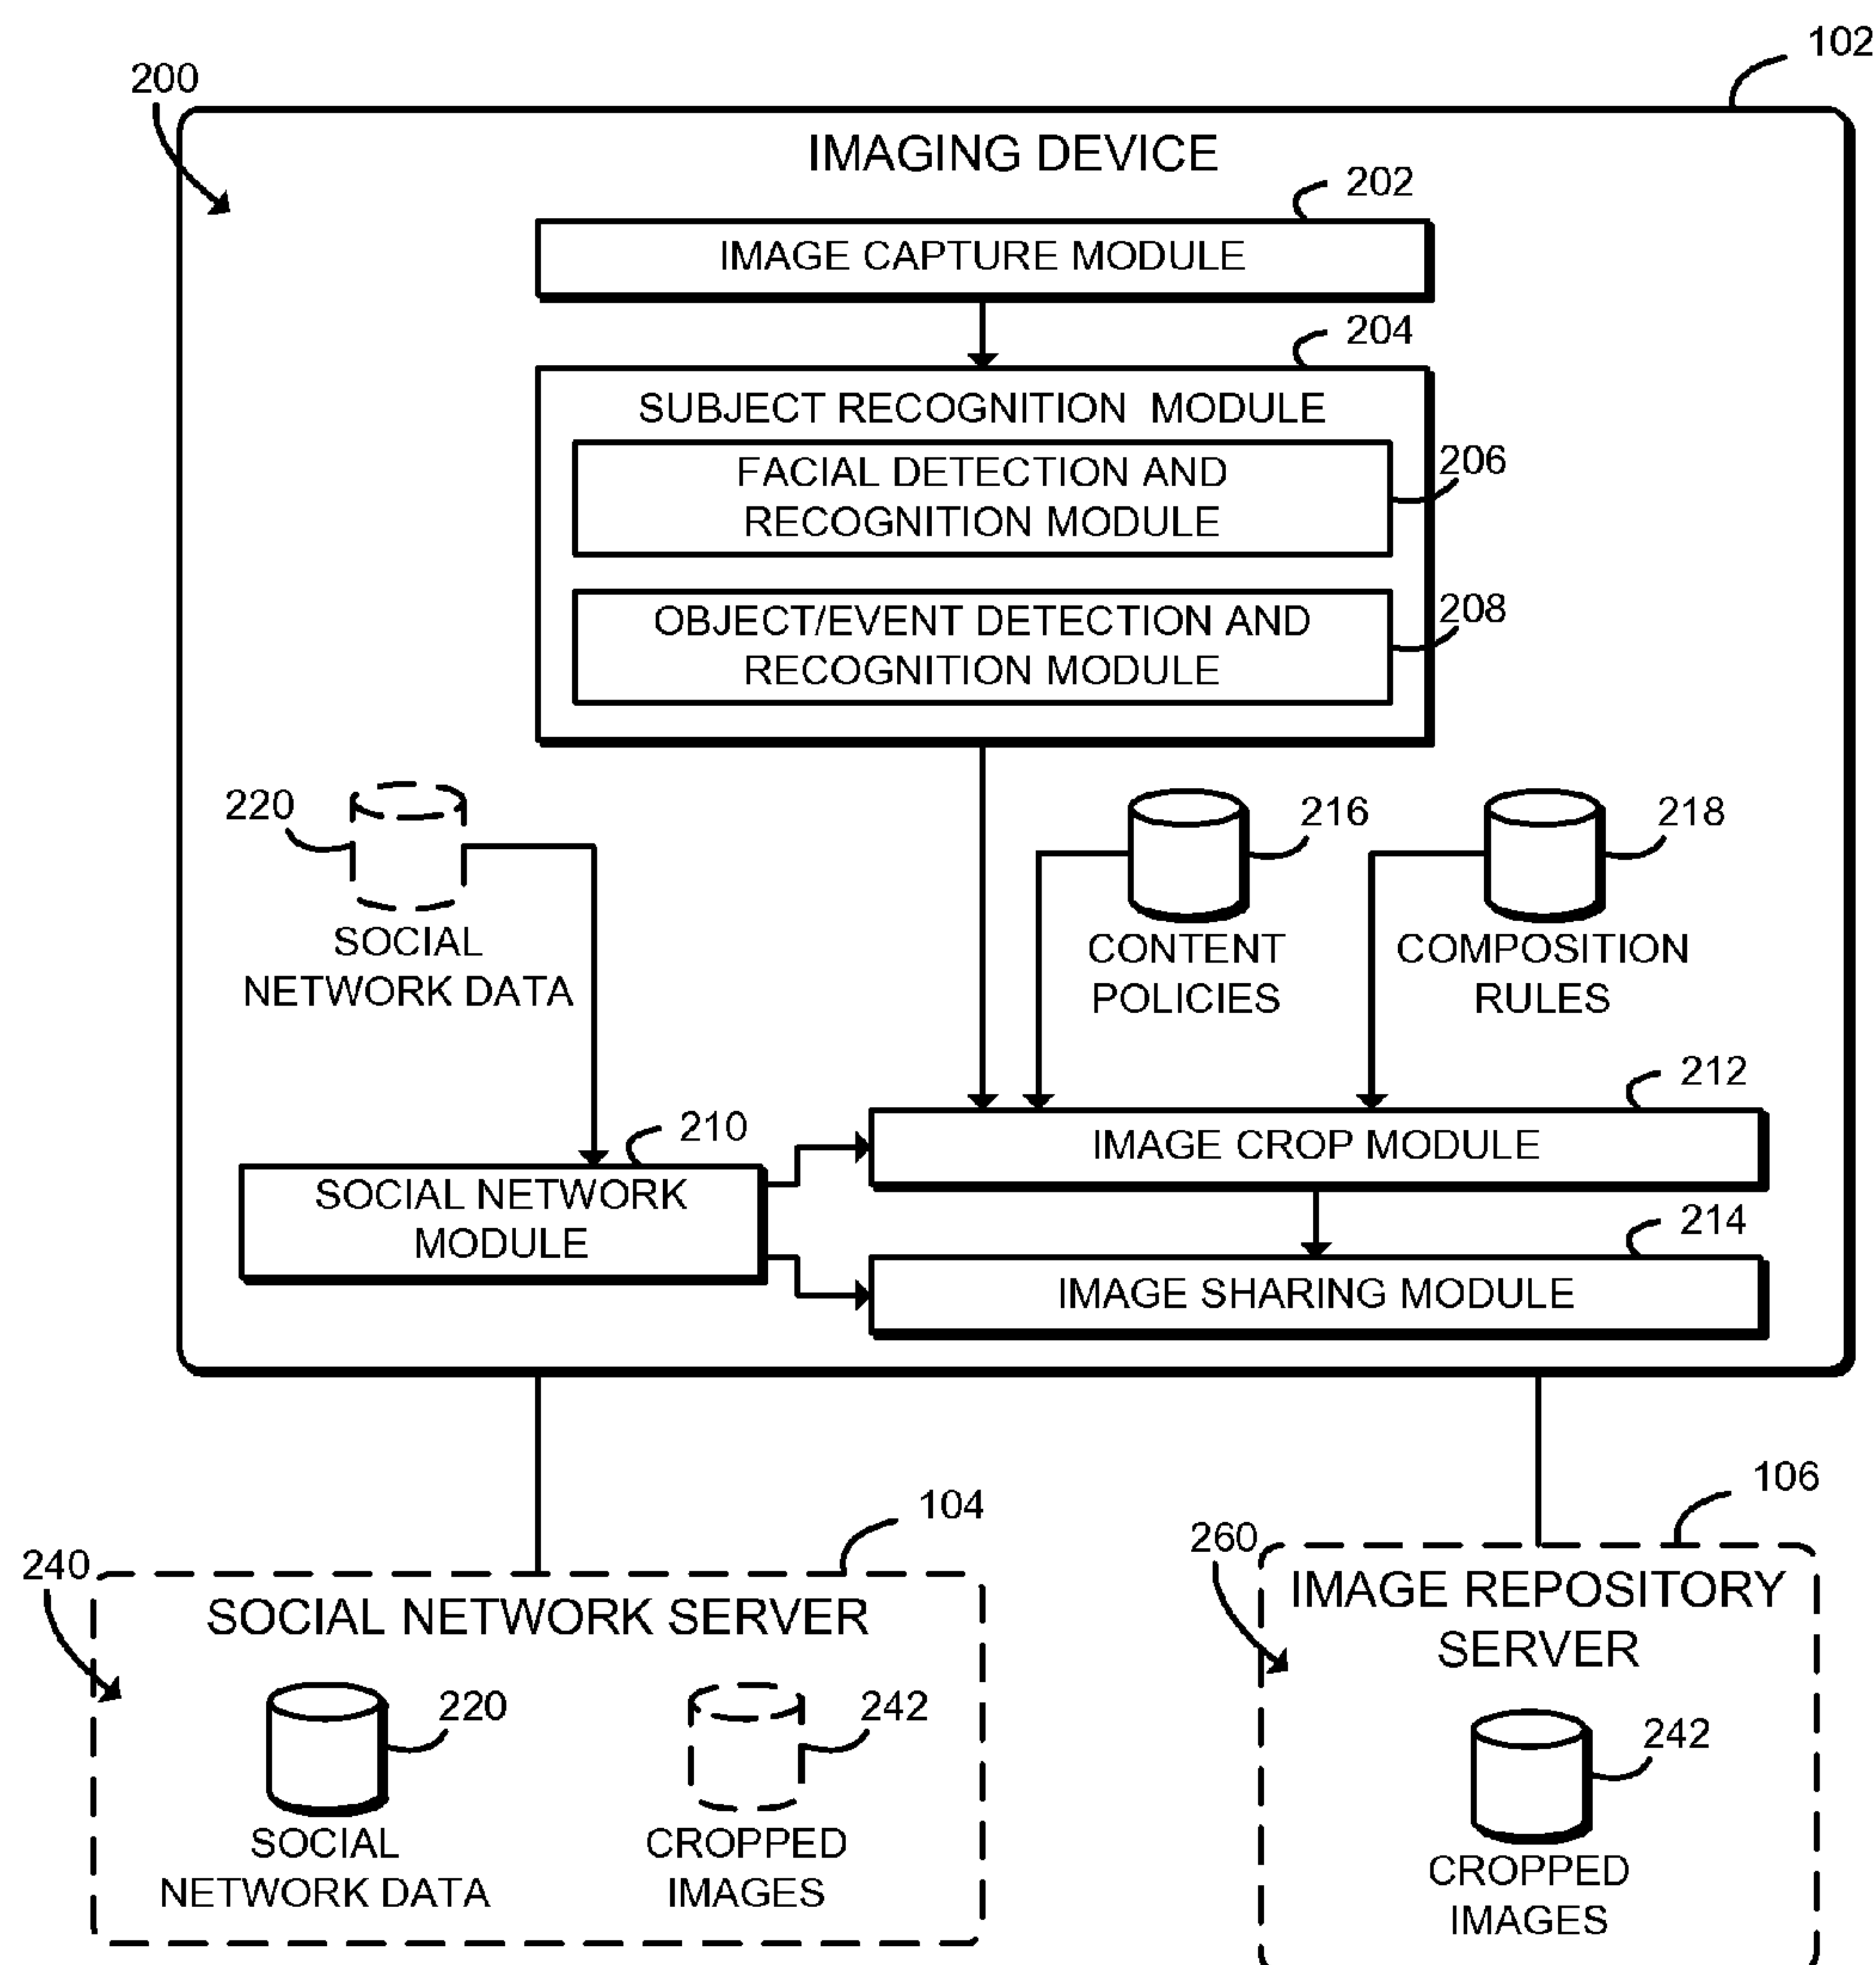 102
200
IMAGING DEVICE
202
IMAGE CAPTURE MODULE
204
SUBJECT RECOGNITION MODULE
206
FACIAL DETECTION AND
RECOGNITION MODULE
208
OBJECT/EVENT DETECTION AND
RECOGNITION MODULE
220
SOCIAL
NETWORK DATA
216
CONTENT
POLICIES
218
COMPOSITION
RULES
212
IMAGE CROP MODULE
210
SOCIAL NETWORK
MODULE
214
IMAGE SHARING MODULE
104
240
SOCIAL NETWORK SERVER
220
SOCIAL
NETWORK DATA
242
CROPPED
IMAGES
106
260
IMAGE REPOSITORY
SERVER
242
CROPPED
IMAGES